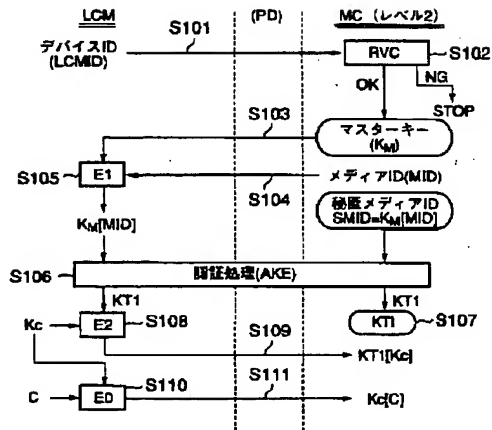 LCM (PD) MC (レベル2)
S101
デバイスID
(LCMID)
RVC S102
OK NG
STOP
S103
マスターキー
(KM)
S105 E1
メディアID(MID)
S104
KM[MID]
秘匿メディアID
SMID=KM[MID]
S106 認証処理(AKE)
KT1 KT1
Kc E2 S108
KTI S107
S109
KT1[Kc]
S110 S111
C E0 Kc[C]